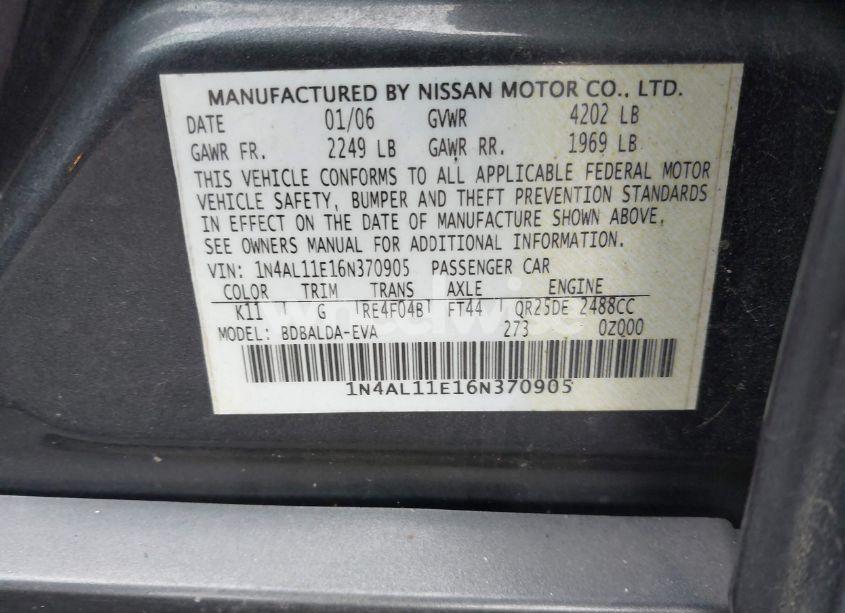 MANUFACTURED BY NISSAN MOTOR CO., LTD.
DATE 01/06 GVWR 4202 LB
GAWR FR. 2249 LB GAWR RR. 1969 LB
THIS VEHICLE CONFORMS TO ALL APPLICABLE FEDERAL MOTOR
VEHICLE SAFETY, BUMPER AND THEFT PREVENTION STANDARDS
IN EFFECT ON THE DATE OF MANUFACTURE SHOWN ABOVE.
SEE OWNERS MANUAL FOR ADDITIONAL INFORMATION.
VIN: 1N4AL11E16N370905 PASSENGER CAR
COLOR TRIM TRANS AXLE ENGINE
K11 G RE4F04B FT44 QR25DE 2488CC
MODEL: BDBALDA-EVA 273 0ZQ00
1N4AL11E16N370905